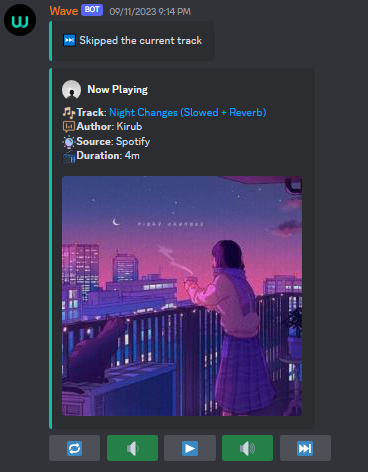 Wave BOT 09/11/2023 9:14 PM
Skipped the current track
Now Playing
Track: Night Changes (Slowed + Reverb)
Author: Kirub
Source: Spotify
Duration: 4m
night changes